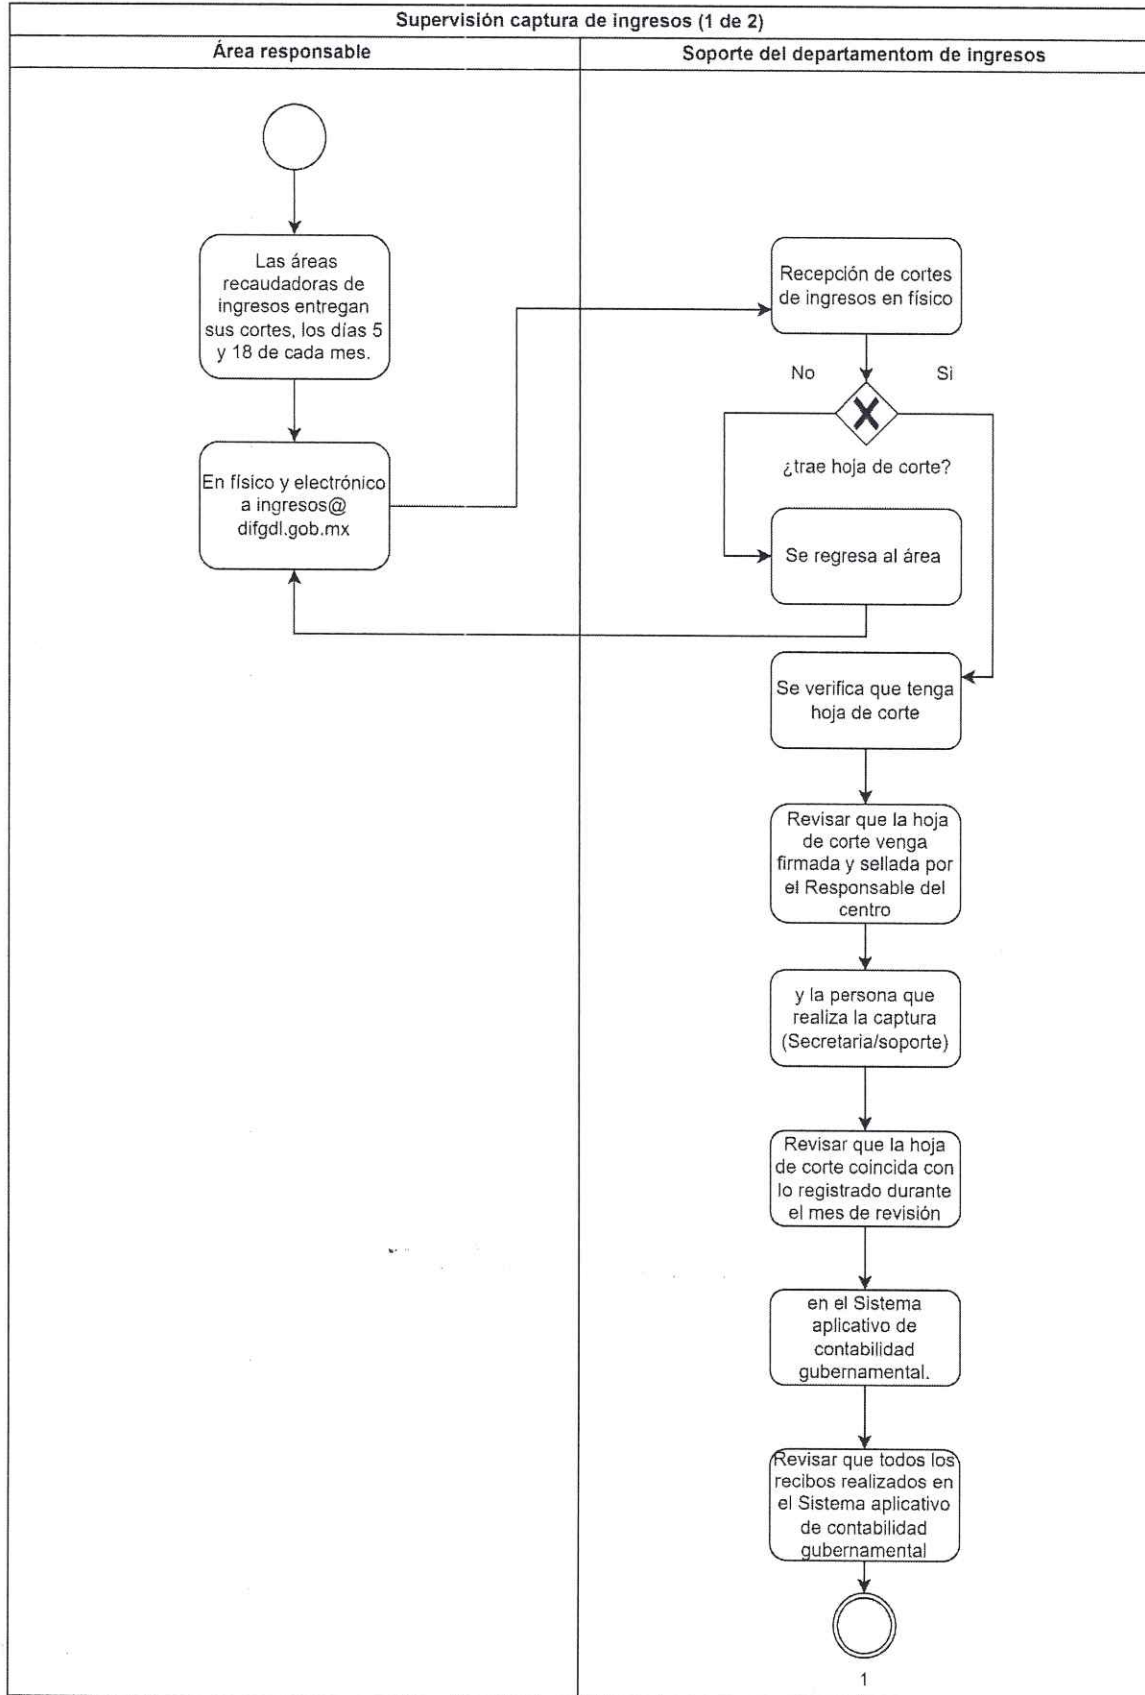 Supervisión captura de ingresos (1 de 2)
Área responsable
Soporte del departamentom de ingresos
Las áreas
recaudadoras de
ingresos entregan
sus cortes, los días 5
y 18 de cada mes.
En físico y electrónico
a ingresos@
difgdl.gob.mx
Recepción de cortes
de ingresos en físico
No
Si
¿trae hoja de corte?
Se regresa al área
Se verifica que tenga
hoja de corte
Revisar que la hoja
de corte venga
firmada y sellada por
el Responsable del
centro
y la persona que
realiza la captura
(Secretaria/soporte)
Revisar que la hoja
de corte coincida con
lo registrado durante
el mes de revisión
en el Sistema
aplicativo de
contabilidad
gubernamental.
Revisar que todos los
recibos realizados en
el Sistema aplicativo
de contabilidad
gubernamental
1